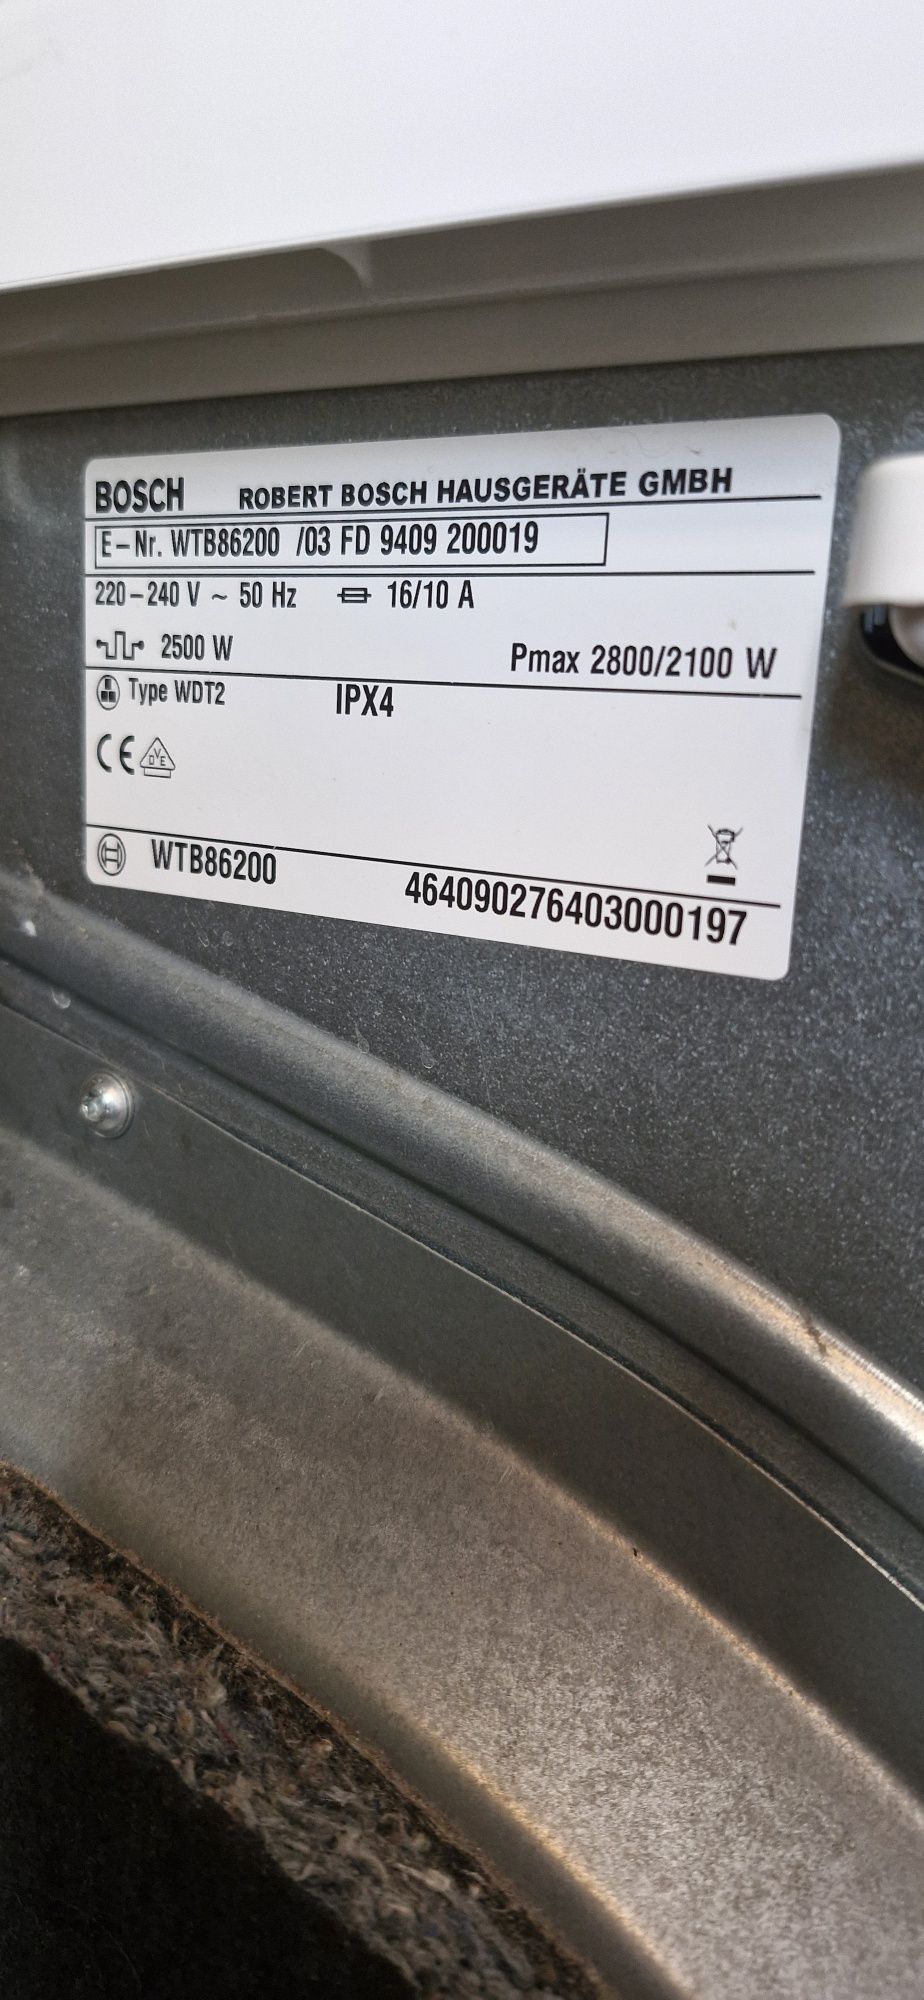 BOSCH ROBERT BOSCH HAUSGERÄTE GMBH
E-Nr. WTB86200 /03 FD 9409 200019
220-240 V ~ 50 Hz 16/10 A
2500 W Pmax 2800/2100 W
Type WDT2 IPX4
CE DVE
WTB86200 464090276403000197